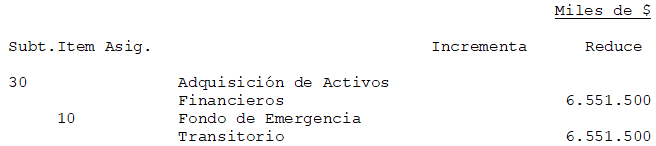 Miles de $
Subt.Item Asig. Incrementa Reduce
30 Adquisición de Activos
Financieros 6.551.500
10 Fondo de Emergencia
Transitorio 6.551.500